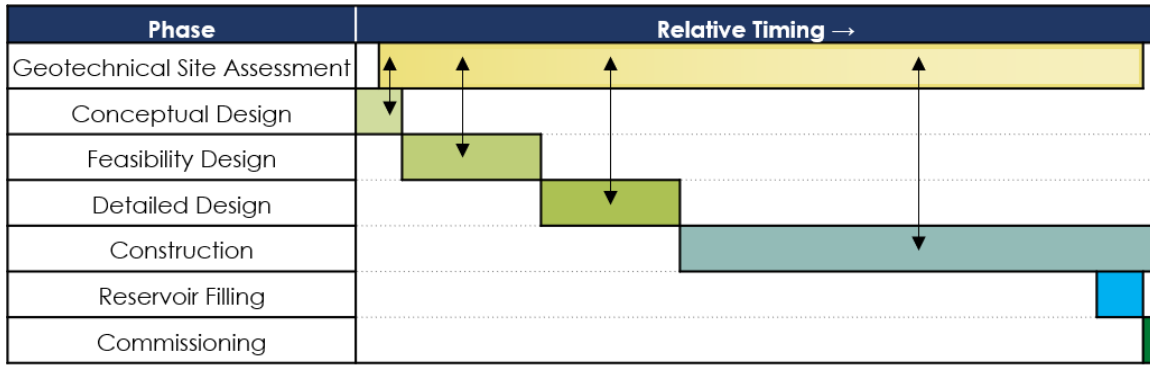 Phase
Relative Timing →
Geotechnical Site Assessment
Conceptual Design
Feasibility Design
Detailed Design
Construction
Reservoir Filling
Commissioning